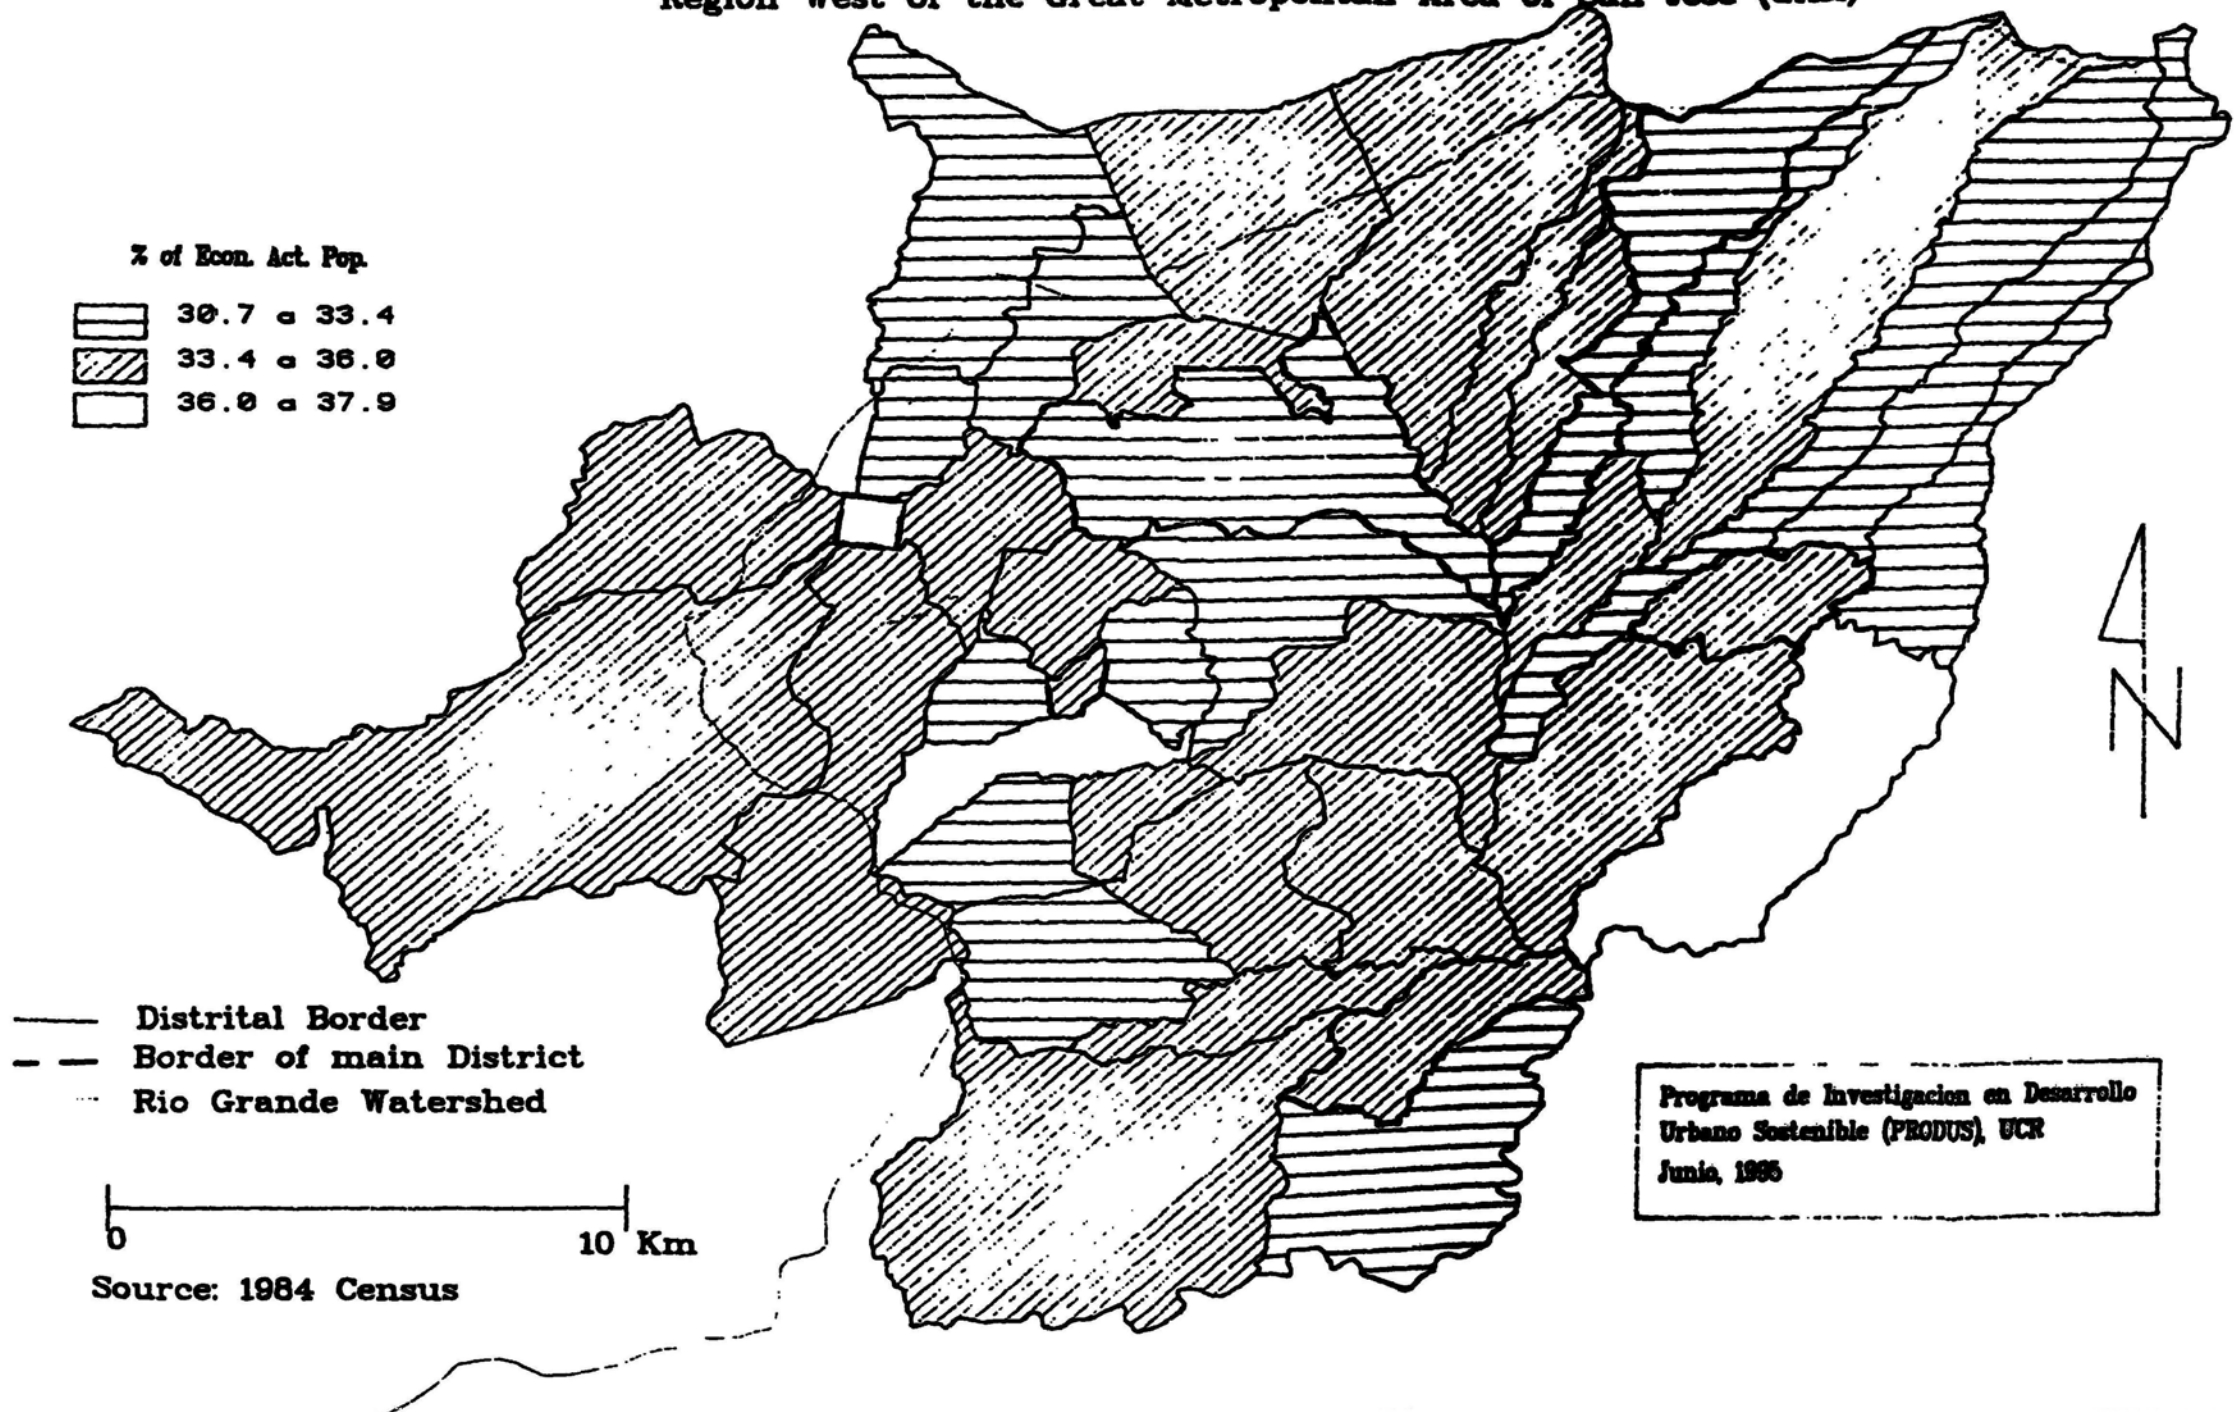 Region West of the Great Metropolitan Area of San Jose (GAM)
% of Econ. Act. Pop.
30.7 a 33.4
33.4 a 36.0
36.0 a 37.9
Distrital Border
Border of main District
Rio Grande Watershed
0
10 Km
Source: 1984 Census
N
Programa de Investigacion en Desarrollo
Urbano Sostenible (PRODUS), UCR
Junio, 1995